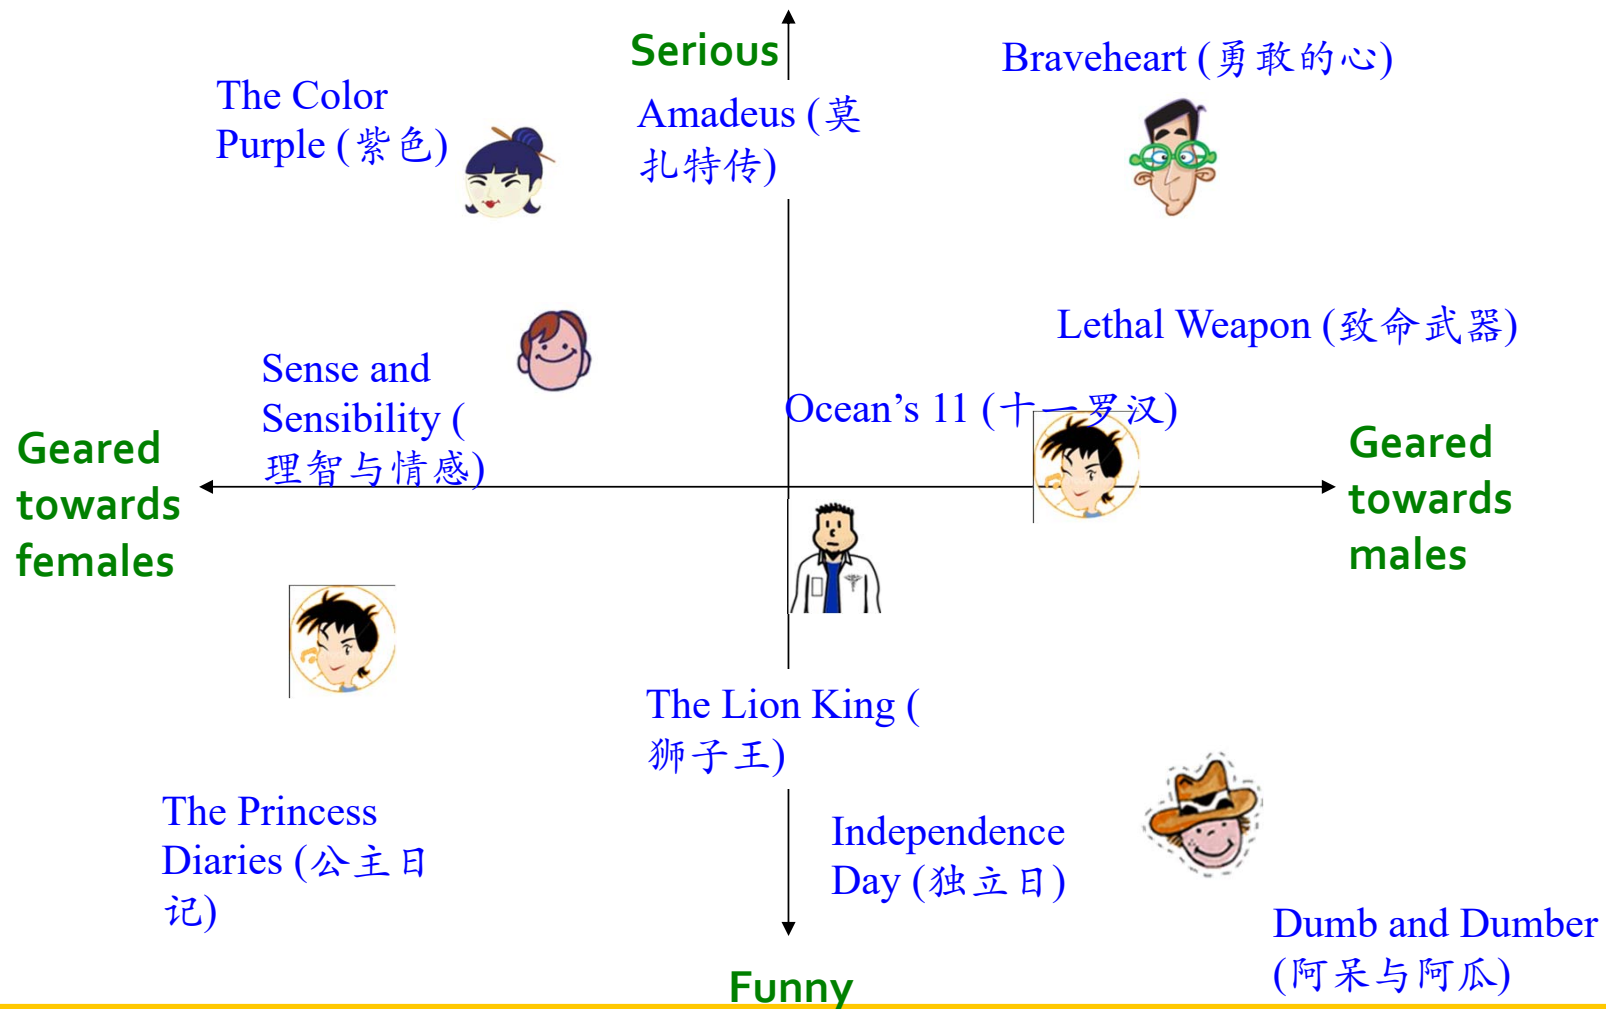 Serious
Braveheart (勇敢的心)
The Color
Purple (紫色)
Amadeus (莫
扎特传)
Lethal Weapon (致命武器)
Sense and
Sensibility (
理智与情感)
Ocean’s 11 (十一罗汉)
Geared
towards
females
Geared
towards
males
The Lion King (
狮子王)
The Princess
Diaries (公主日
记)
Independence
Day (独立日)
Dumb and Dumber
(阿呆与阿瓜)
Funny